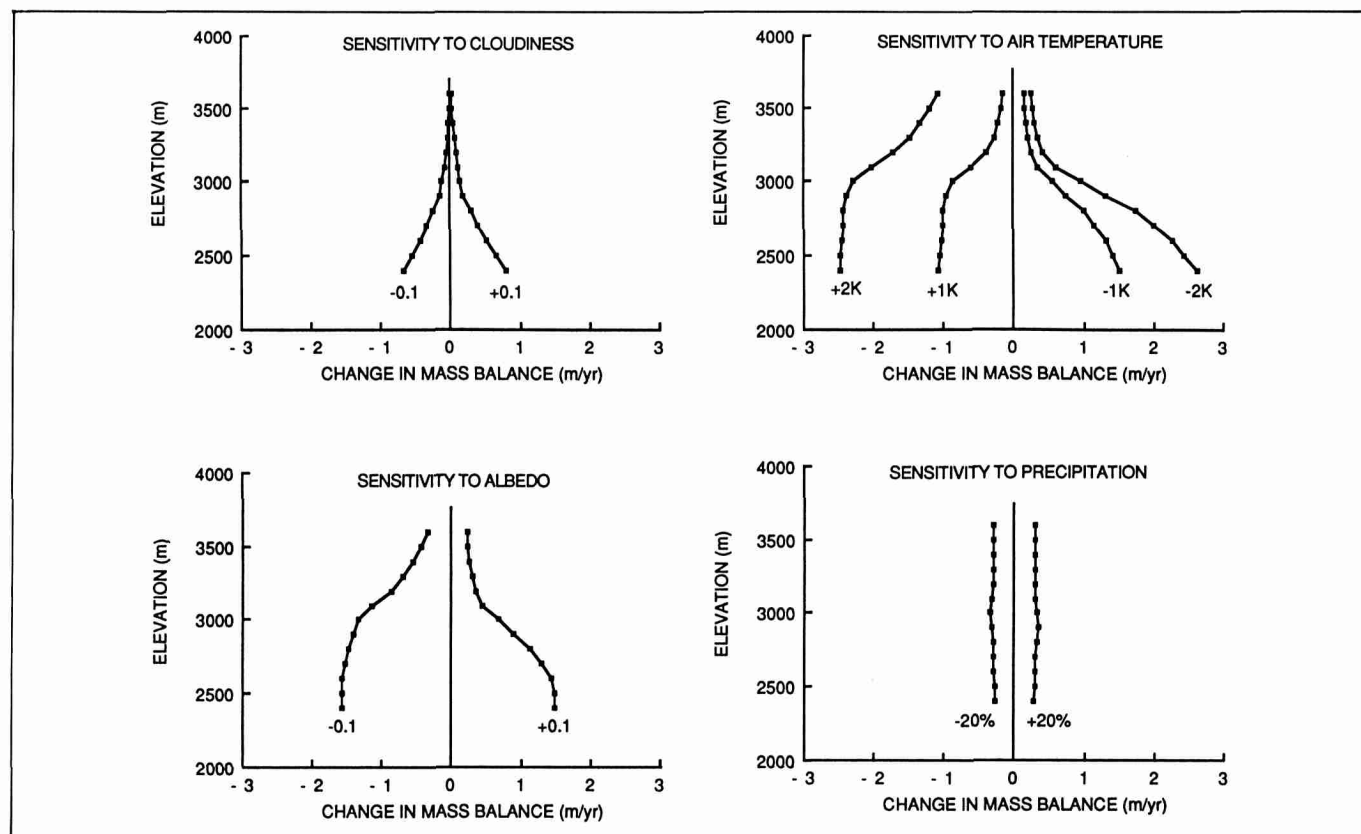 SENSITIVITY TO CLOUDINESS
4000
3500
3000
2500
2000
ELEVATION (m)
-0.1
+0.1
- 3 - 2 - 1 0 1 2 3
CHANGE IN MASS BALANCE (m/yr)
SENSITIVITY TO AIR TEMPERATURE
4000
3500
3000
2500
2000
ELEVATION (m)
+2K
+1K
-1K
-2K
- 3 - 2 - 1 0 1 2 3
CHANGE IN MASS BALANCE (m/yr)
SENSITIVITY TO ALBEDO
4000
3500
3000
2500
2000
ELEVATION (m)
-0.1
+0.1
- 3 - 2 - 1 0 1 2 3
CHANGE IN MASS BALANCE (m/yr)
SENSITIVITY TO PRECIPITATION
4000
3500
3000
2500
2000
ELEVATION (m)
-20%
+20%
- 3 - 2 - 1 0 1 2 3
CHANGE IN MASS BALANCE (m/yr)